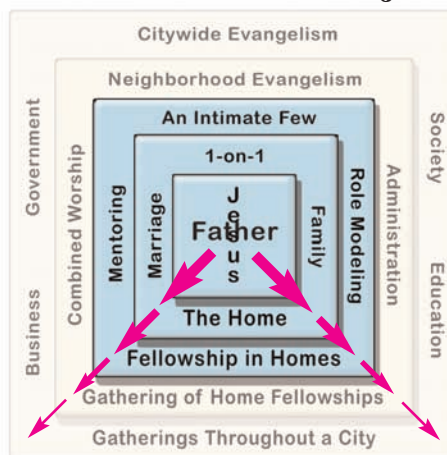 Citywide Evangelism
Neighborhood Evangelism
An Intimate Few
1-on-1
Jesus
Father
Government
Business
Combined Worship
Mentoring
Marriage
Family
Role Modeling
Administration
Society
Education
The Home
Fellowship in Homes
Gathering of Home Fellowships
Gatherings Throughout a City